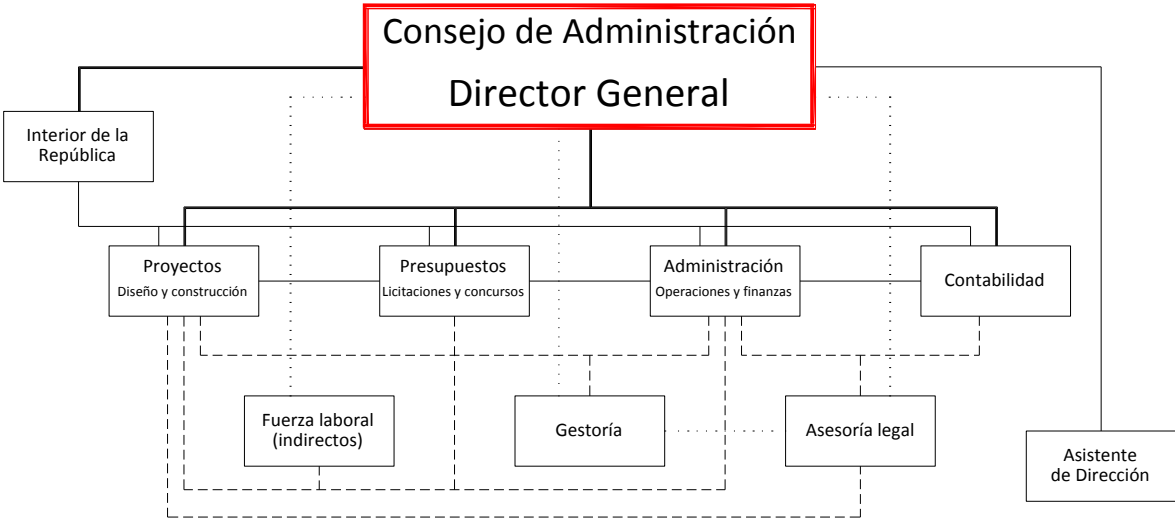 Consejo de Administración
Director General
Interior de la
República
Proyectos
Diseño y construcción
Presupuestos
Licitaciones y concursos
Administración
Operaciones y finanzas
Contabilidad
Fuerza laboral
(indirectos)
Gestoría
Asesoría legal
Asistente
de Dirección